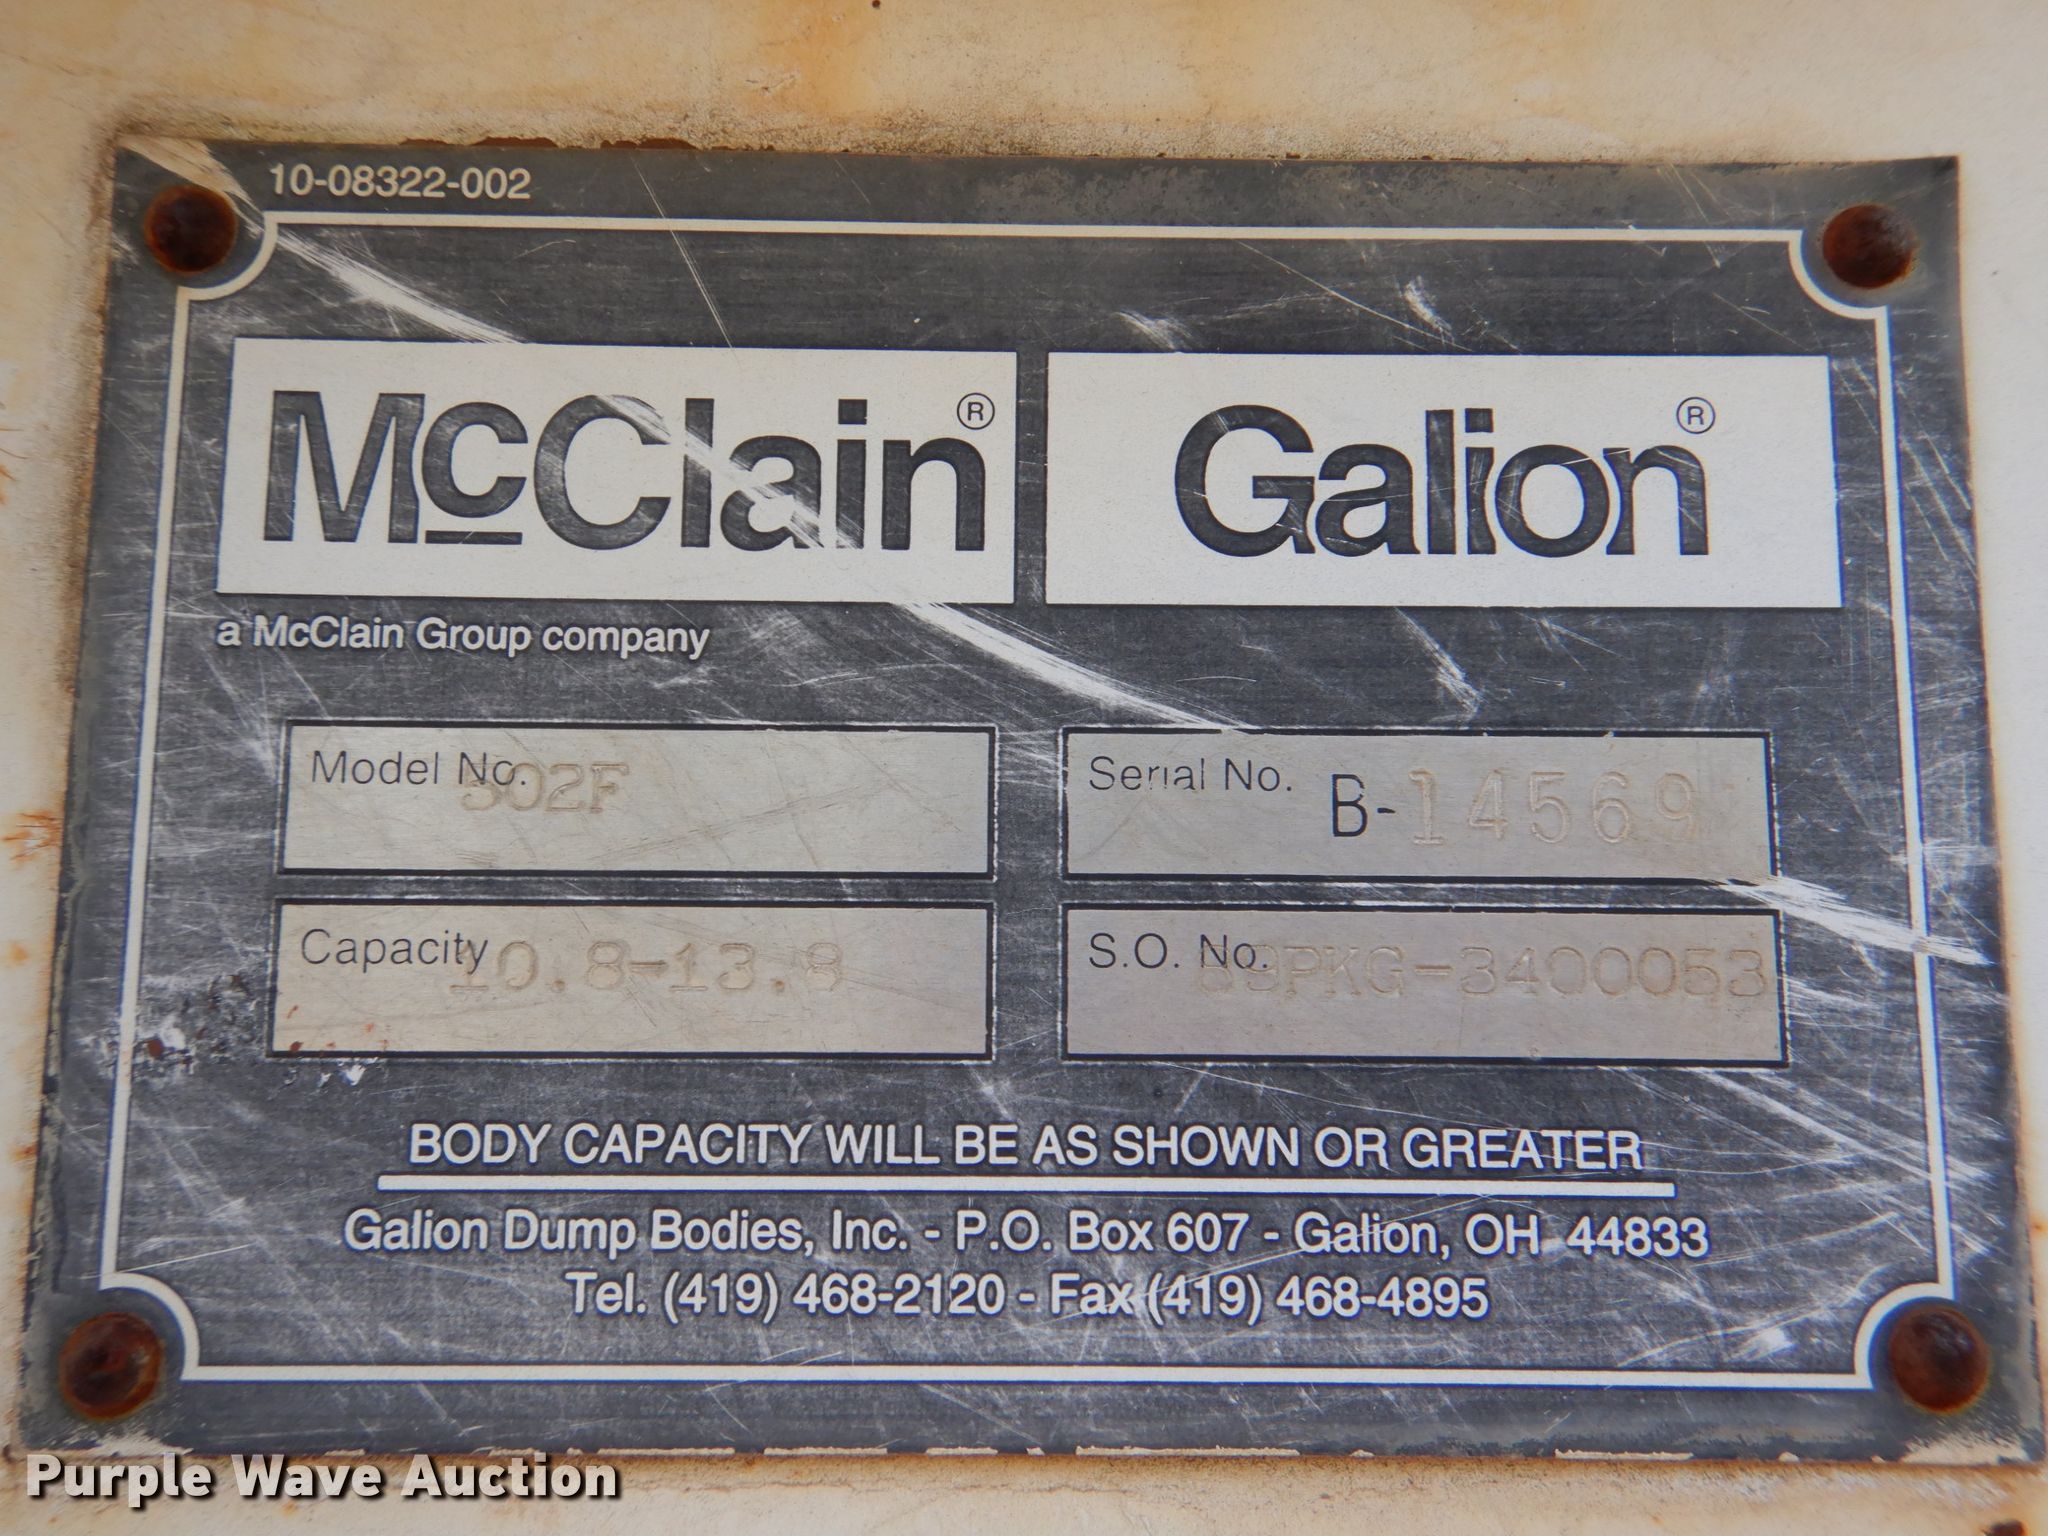 10-08322-002
McClain® Galion®
a McClain Group company
Model No. Serial No. B-14569
Capacity 10.8-13.8 S.O. No.
BODY CAPACITY WILL BE AS SHOWN OR GREATER
Galion Dump Bodies, Inc. - P.O. Box 607 - Galion, OH 44833
Tel. (419) 468-2120 - Fax (419) 468-4895
Purple Wave Auction